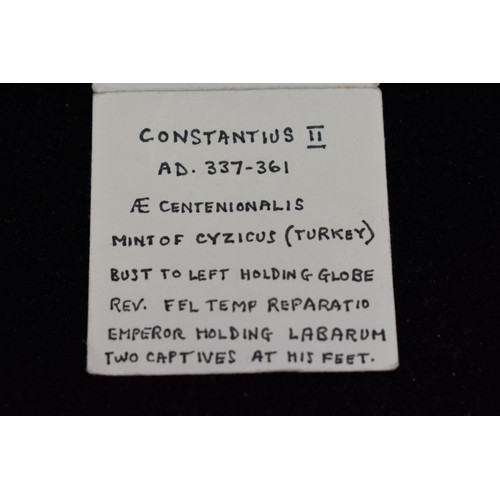 CONSTANTIUS II
AD. 337-361
Æ CENTENIONALIS
MINT OF CYZICUS (TURKEY)
BUST TO LEFT HOLDING GLOBE
REV. FEL TEMP REPARATIO
EMPEROR HOLDING LABARUM
TWO CAPTIVES AT HIS FEET.